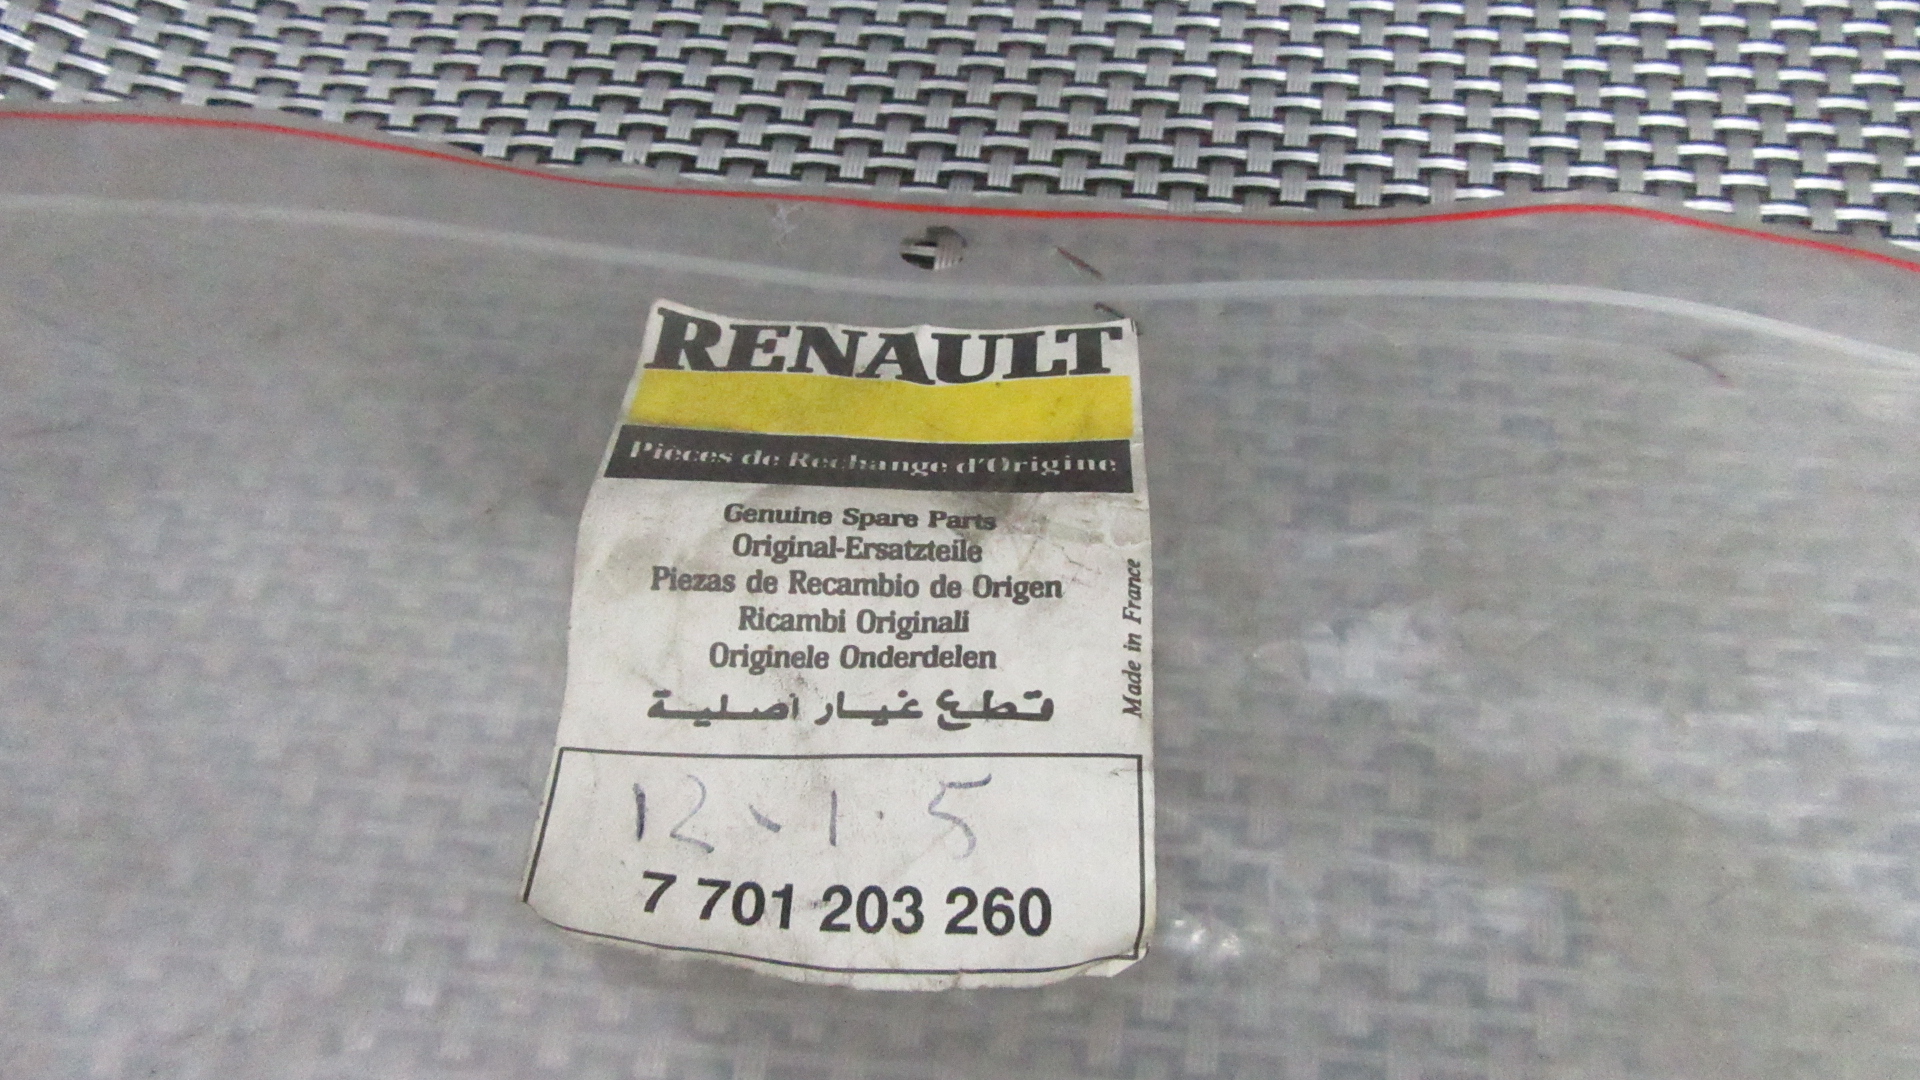 RENAULT
Pièces de Rechange d'Origine
Genuine Spare Parts
Original-Ersatzteile
Piezas de Recambio de Origen
Ricambi Originali
Originele Onderdelen
قطع غيار اصلية
Made in France
12 \ 1.5
7 701 203 260